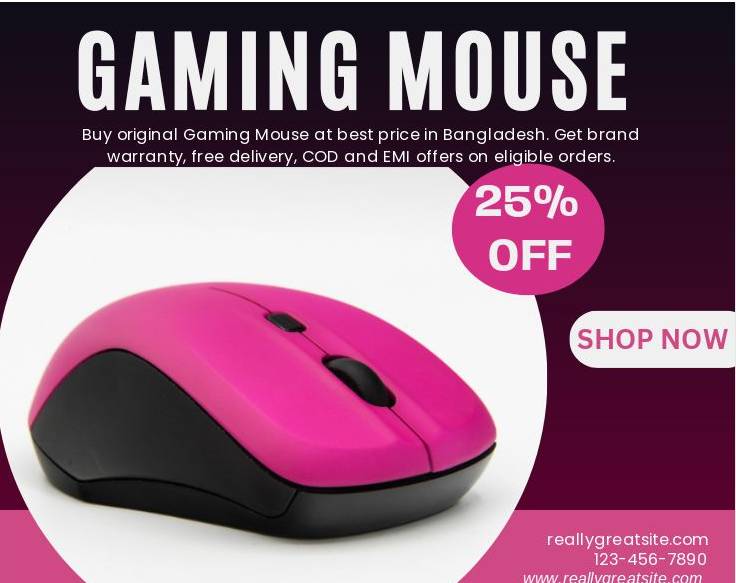 GAMING MOUSE
Buy original Gaming Mouse at best price in Bangladesh. Get brand
warranty, free delivery, COD and EMI offers on eligible orders.
25%
OFF
SHOP NOW
reallygreatsite.com
123-456-7890
www.reallygreatsite.com